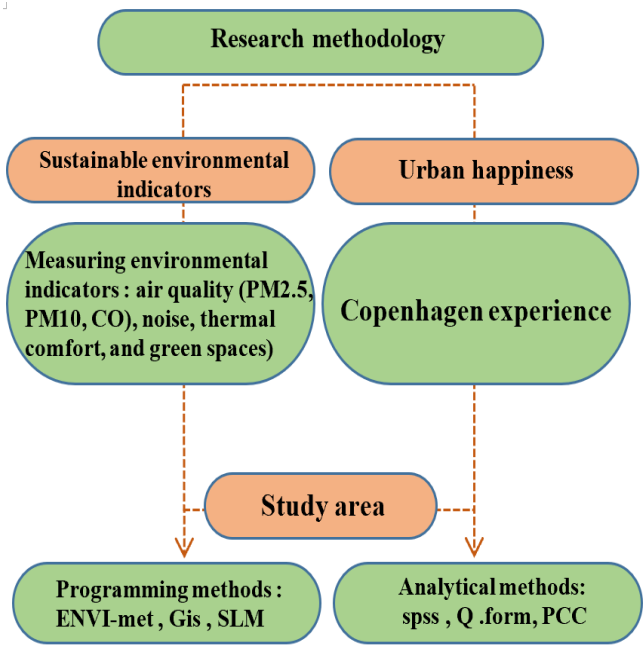 Research methodology
Sustainable environmental
indicators
Urban happiness
Measuring environmental
indicators : air quality (PM2.5,
PM10, CO), noise, thermal
comfort, and green spaces)
Copenhagen experience
Study area
Programming methods :
ENVI-met , Gis , SLM
Analytical methods:
spss , Q .form, PCC